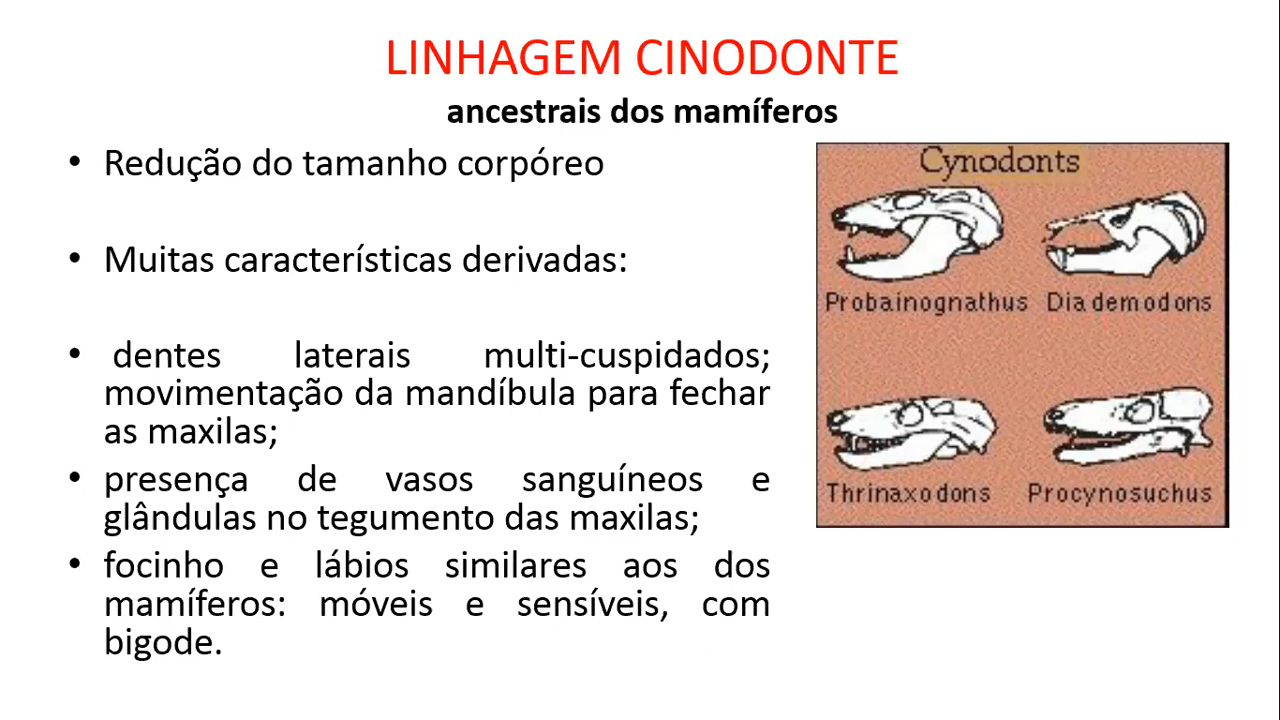 LINHAGEM CINODONTE
ancestrais dos mamíferos
• Redução do tamanho corpóreo
• Muitas características derivadas:
• dentes laterais multi-cuspidados;
movimentação da mandíbula para fechar
as maxilas;
• presença de vasos sanguíneos e
glândulas no tegumento das maxilas;
• focinho e lábios similares aos dos
mamíferos: móveis e sensíveis, com
bigode.
Cynodonts
Probainognathus Diademodons
Thrinaxodons Procynosuchus